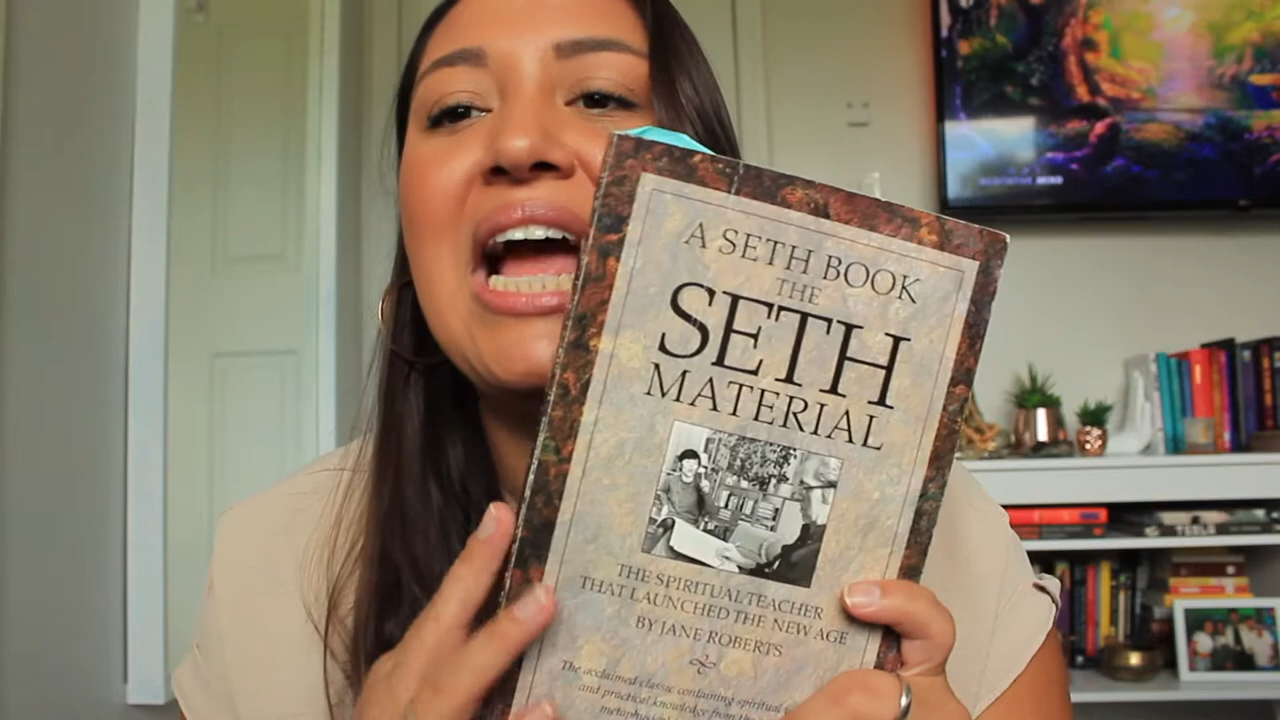 A SETH BOOK
THE
SETH
MATERIAL
THE SPIRITUAL TEACHER
THAT LAUNCHED THE NEW AGE
BY JANE ROBERTS
The acclaimed classic containing spiritual
and practical knowledge from the